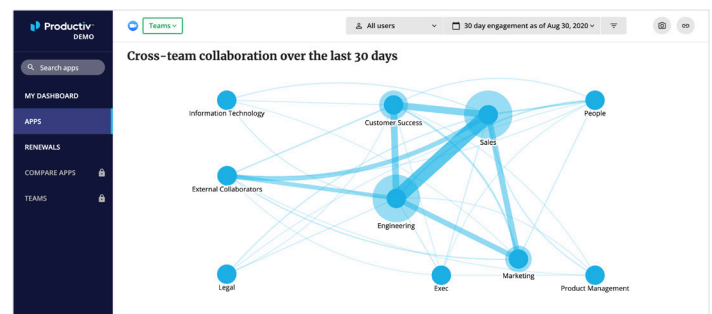 Productiv
DEMO
Search apps
MY DASHBOARD
APPS
RENEWALS
COMPARE APPS
TEAMS
Teams
All users
30 day engagement as of Aug 30, 2020
Cross-team collaboration over the last 30 days
Information Technology
Customer Success
Sales
People
External Collaborators
Engineering
Legal
Exec
Marketing
Product Management